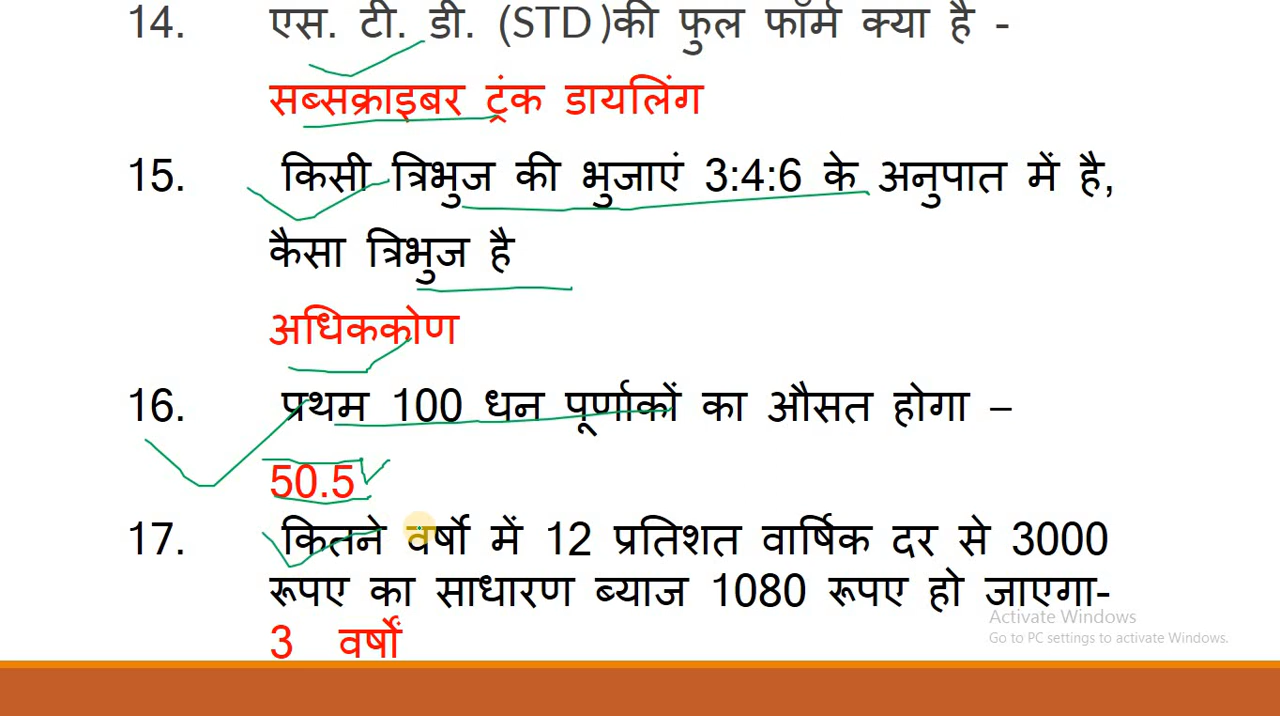 14. एस. टी. डी. (STD )की फुल फॉर्म क्या है -
सब्सक्राइबर ट्रंक डायलिंग
15. किसी त्रिभुज की भुजाएं 3:4:6 के अनुपात में है,
कैसा त्रिभुज है
अधिककोण
16. प्रथम 100 धन पूर्णाकों का औसत होगा –
50.5
17. कितने वर्षो में 12 प्रतिशत वार्षिक दर से 3000
रूपए का साधारण ब्याज 1080 रूपए हो जाएगा-
3 वर्षों
Activate Windows
Go to PC settings to activate Windows.